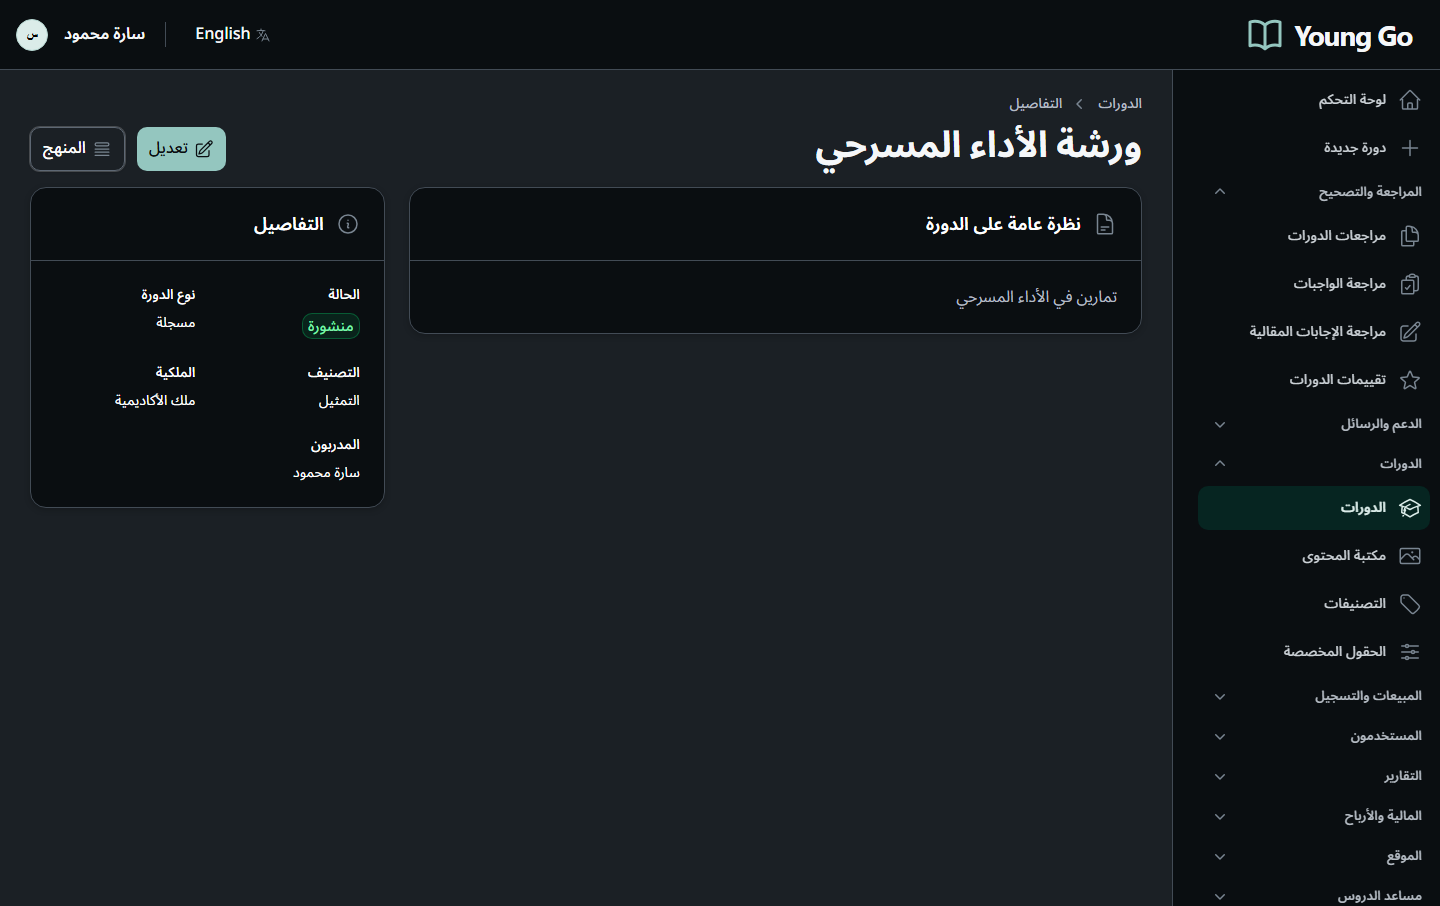 Young Go
English
سارة محمود
س
لوحة التحكم
دورة جديدة
المراجعة والتصحيح
مراجعات الدورات
مراجعة الواجبات
مراجعة الإجابات المقالية
تقييمات الدورات
الدعم والرسائل
الدورات
الدورات
مكتبة المحتوى
التصنيفات
الحقول المخصصة
المبيعات والتسجيل
المستخدمون
التقارير
المالية والأرباح
الموقع
مساعد الدروس
الدورات
التفاصيل
ورشة الأداء المسرحي
تعديل
المنهج
نظرة عامة على الدورة
تمارين في الأداء المسرحي
التفاصيل
الحالة
منشورة
نوع الدورة
مسجلة
التصنيف
التمثيل
الملكية
ملك الأكاديمية
المدربون
سارة محمود